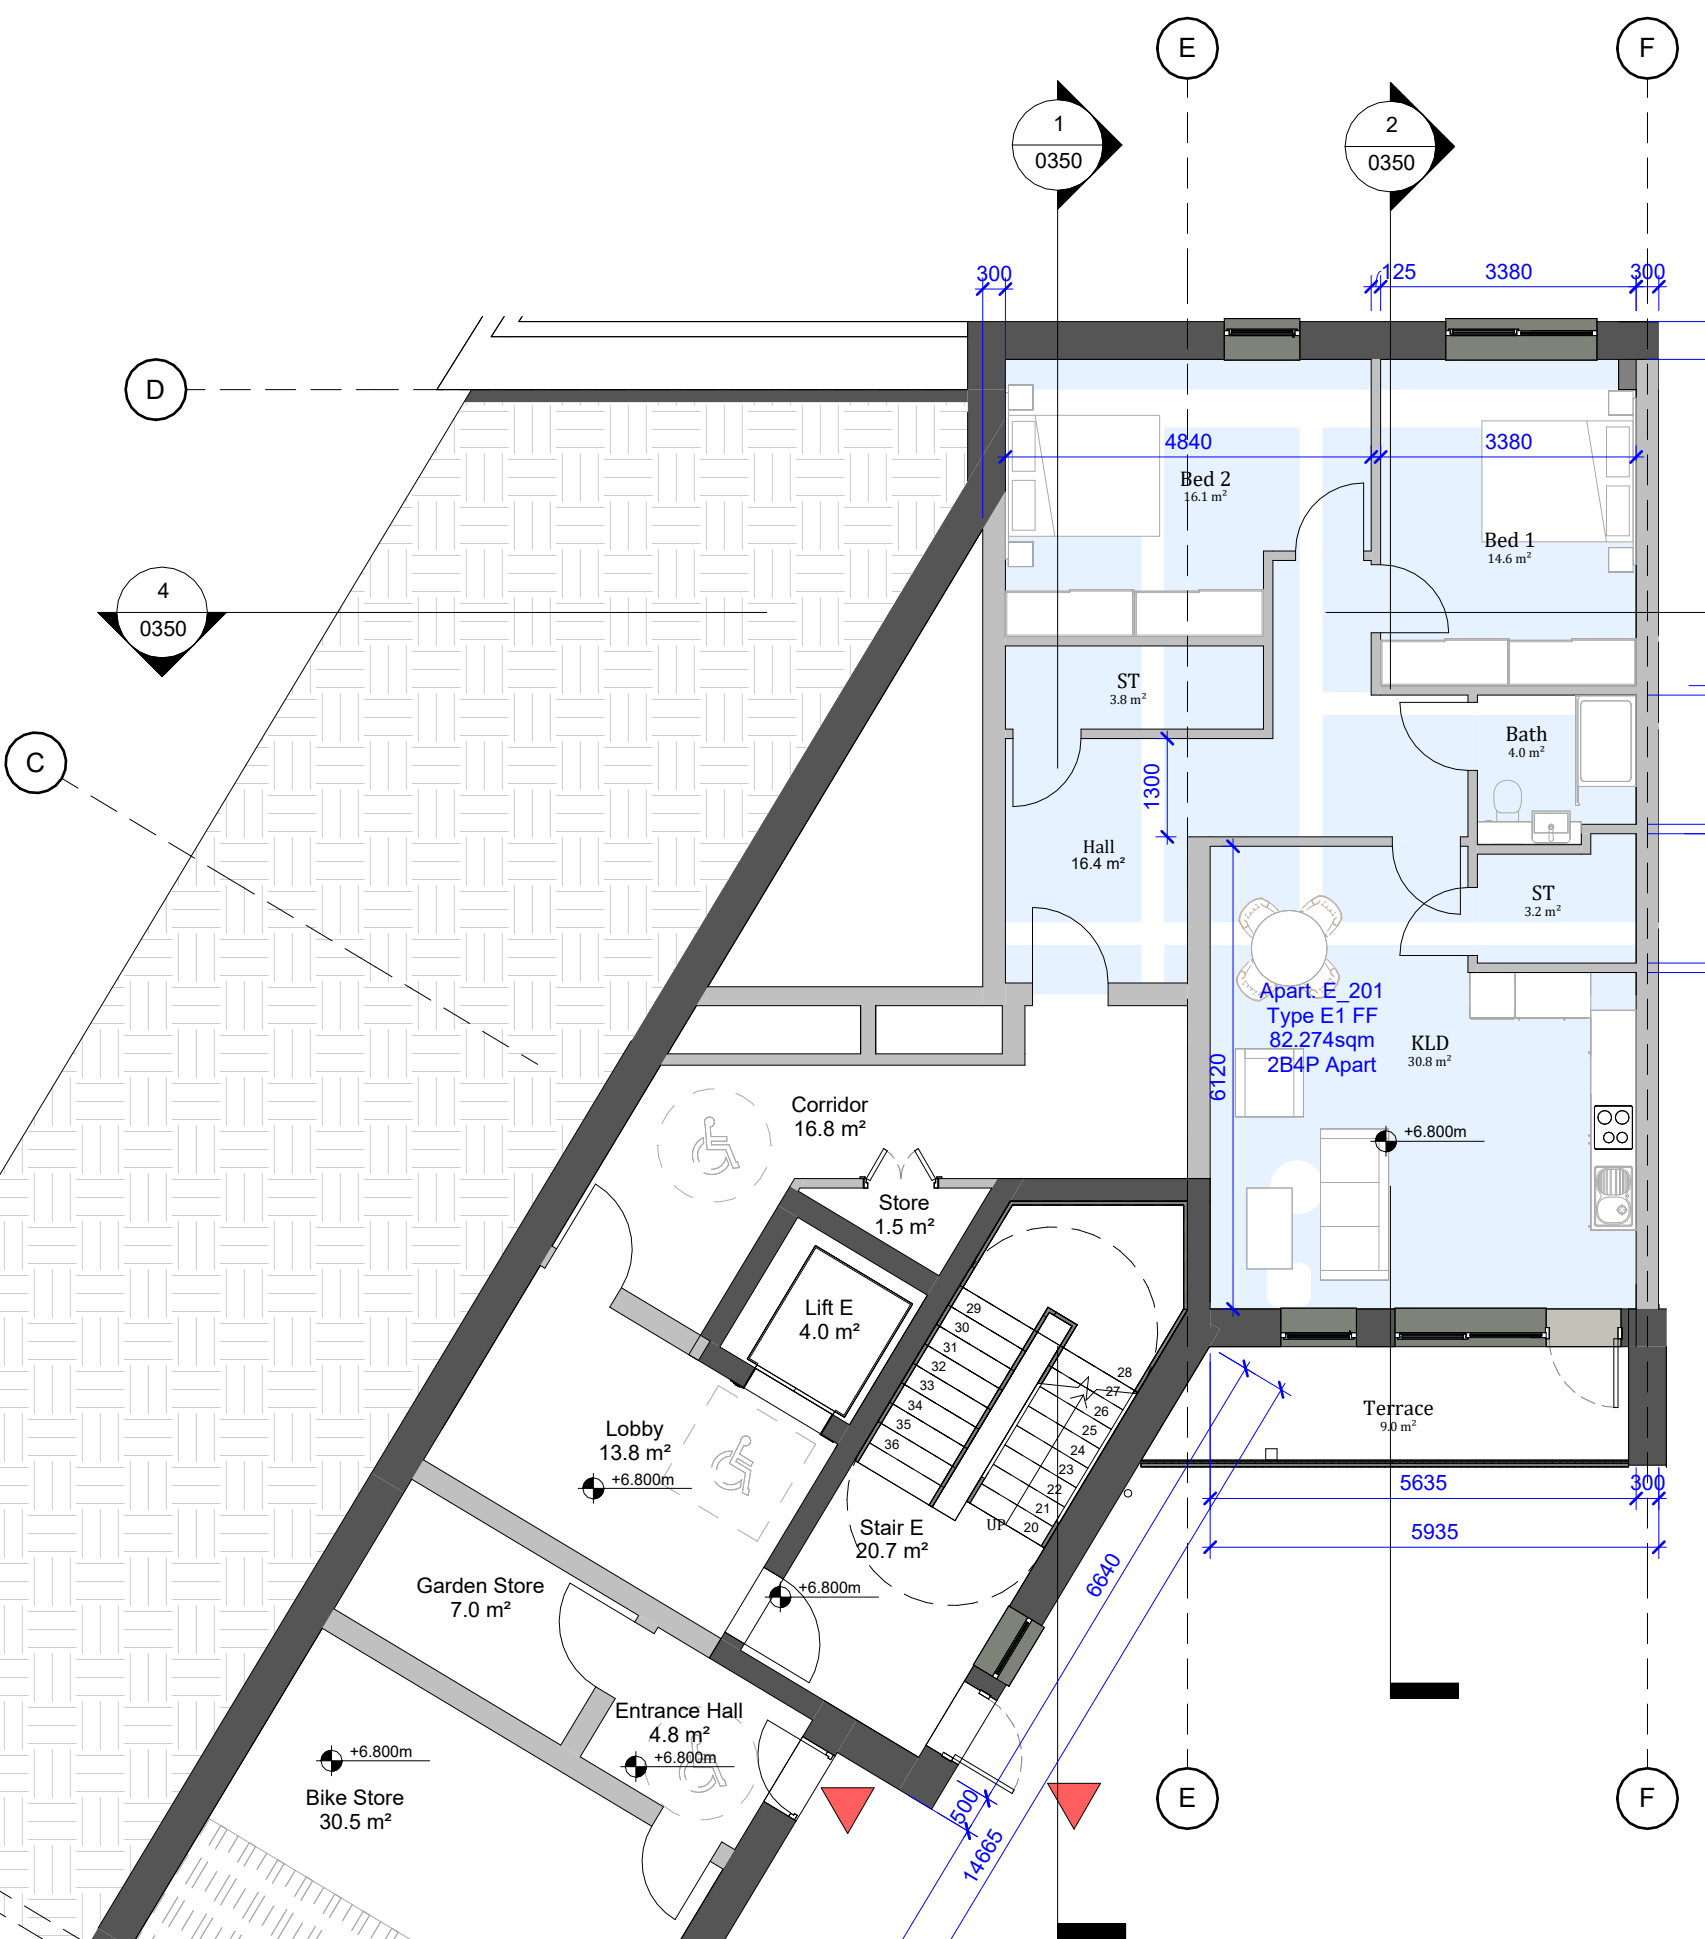 E
F
1
0350
2
0350
300
125
3380
300
D
4840
3380
Bed 2
16.1 m²
Bed 1
14.6 m²
4
0350
ST
3.8 m²
Bath
4.0 m²
C
1300
Hall
16.4 m²
ST
3.2 m²
Apart. E_201
Type E1 FF
82.274sqm
2B4P Apart
KLD
30.8 m²
6120
+6.800m
Corridor
16.8 m²
Store
1.5 m²
Lift E
4.0 m²
29
30
31
32
33
34
35
36
28
27
26
25
24
23
22
21
20
UP
Terrace
9.0 m²
Lobby
13.8 m²
+6.800m
5635
300
5935
Stair E
20.7 m²
6640
+6.800m
Garden Store
7.0 m²
Entrance Hall
4.8 m²
+6.800m
+6.800m
Bike Store
30.5 m²
500
14665
E
F